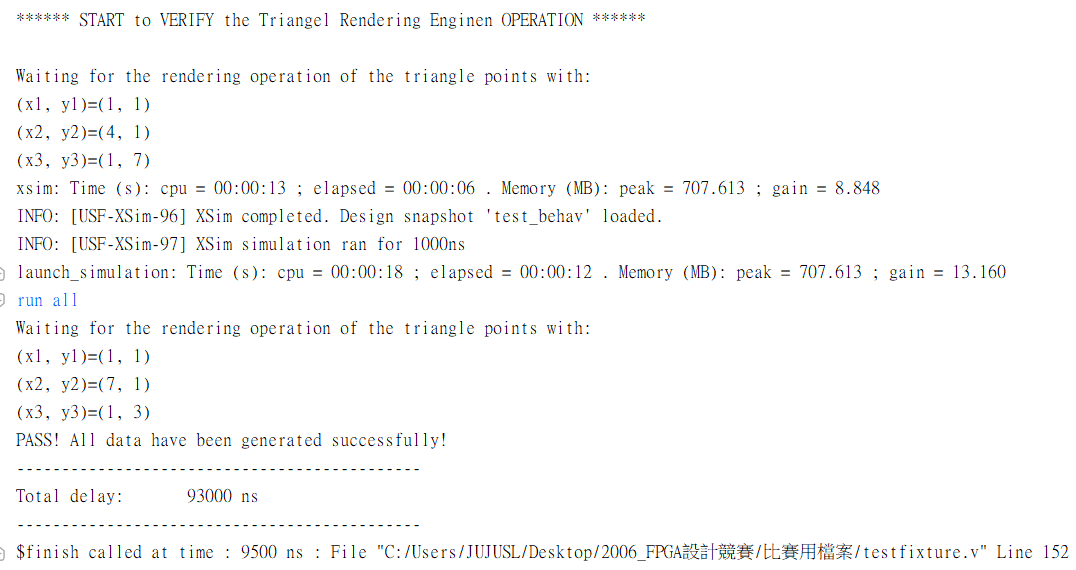 ****** START to VERIFY the Triangel Rendering Enginen OPERATION ******
Waiting for the rendering operation of the triangle points with:
(x1, y1)=(1, 1)
(x2, y2)=(4, 1)
(x3, y3)=(1, 7)
xsim: Time (s): cpu = 00:00:13 ; elapsed = 00:00:06 . Memory (MB): peak = 707.613 ; gain = 8.848
INFO: [USF-XSim-96] XSim completed. Design snapshot 'test_behav' loaded.
INFO: [USF-XSim-97] XSim simulation ran for 1000ns
launch_simulation: Time (s): cpu = 00:00:18 ; elapsed = 00:00:12 . Memory (MB): peak = 707.613 ; gain = 13.160
run all
Waiting for the rendering operation of the triangle points with:
(x1, y1)=(1, 1)
(x2, y2)=(7, 1)
(x3, y3)=(1, 3)
PASS! All data have been generated successfully!
---------------------------------------------
Total delay:       93000 ns
---------------------------------------------
$finish called at time : 9500 ns : File "C:/Users/JUJUSL/Desktop/2006_FPGA設計競賽/比賽用檔案/testfixture.v" Line 152